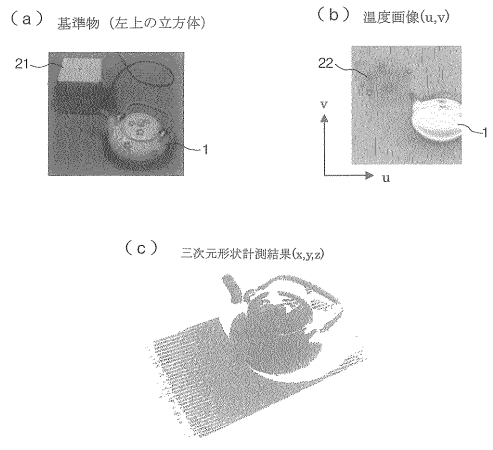 (a) 基準物 (左上の立方体)
(b) 温度画像(u,v)
21
1
22
v
1
u
(c) 三次元形状計測結果(x,y,z)